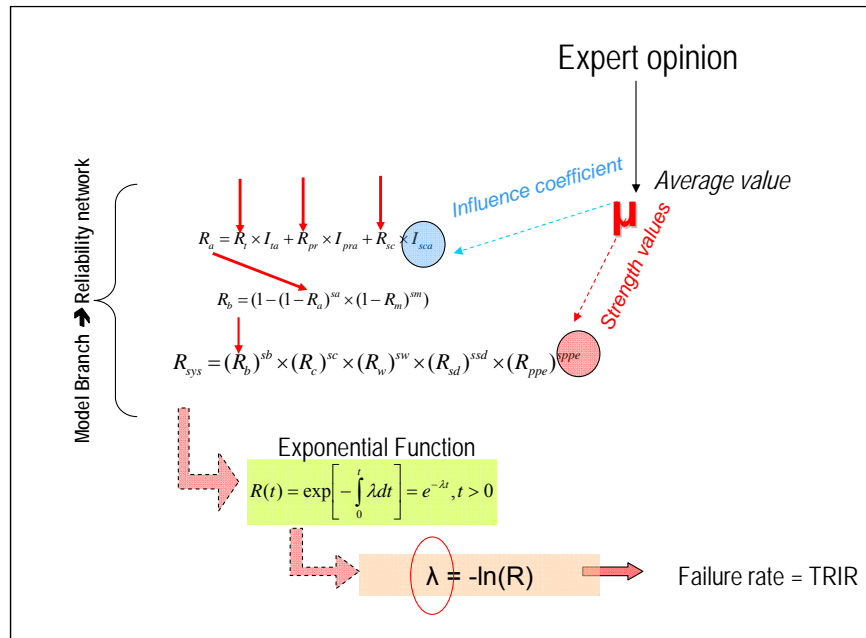 Expert opinion
Influence coefficient
Average value
μ
Strength values
Model Branch ➔ Reliability network
R_a = R_t × I_ta + R_pr × I_pra + R_sc × I_sca
R_b = (1−(1−R_a)^sa × (1−R_m)^sm)
R_sys = (R_b)^sb × (R_c)^sc × (R_w)^sw × (R_sd)^ssd × (R_ppe)^sppe
Exponential Function
R(t) = exp[−∫_0^t λdt] = e^−λt, t > 0
λ = -ln(R)
Failure rate = TRIR